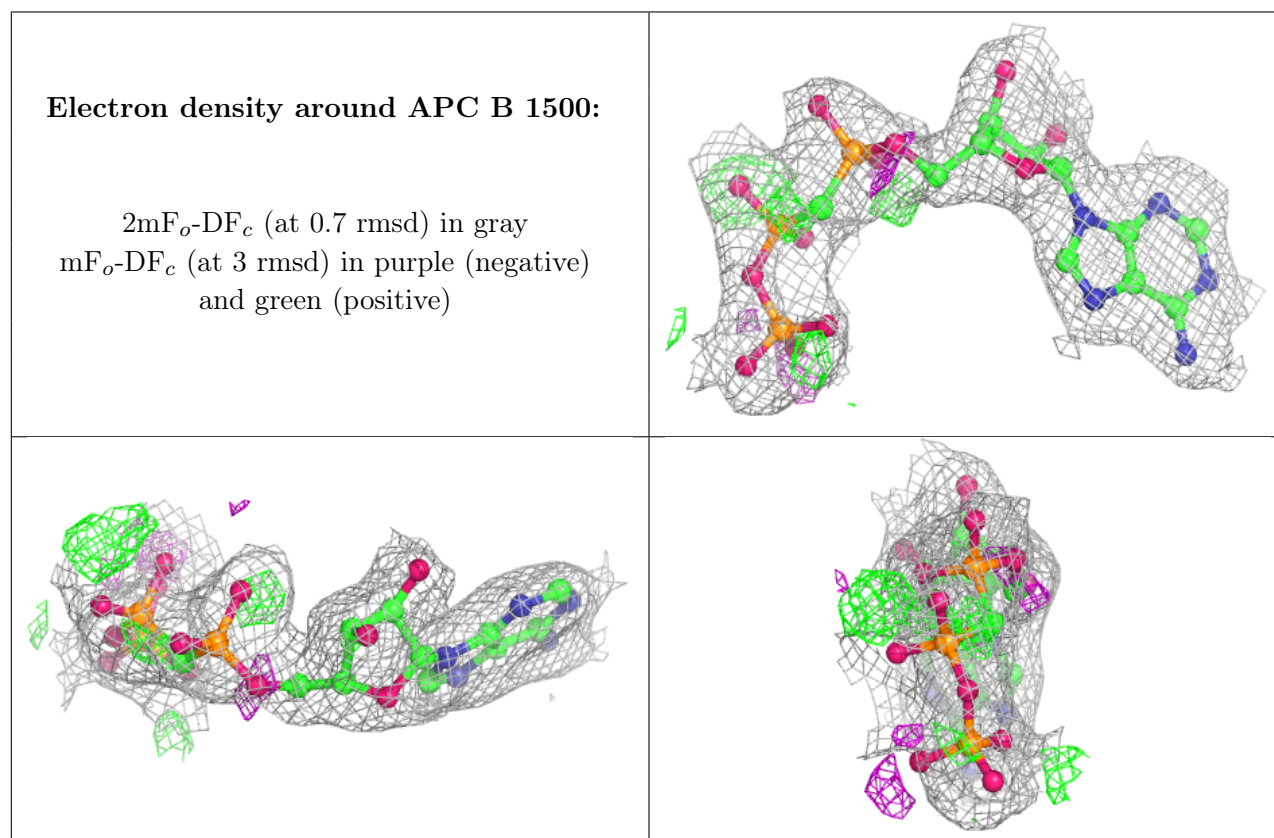 Electron density around APC B 1500:
2mFo-DFc (at 0.7 rmsd) in gray
mFo-DFc (at 3 rmsd) in purple (negative)
and green (positive)